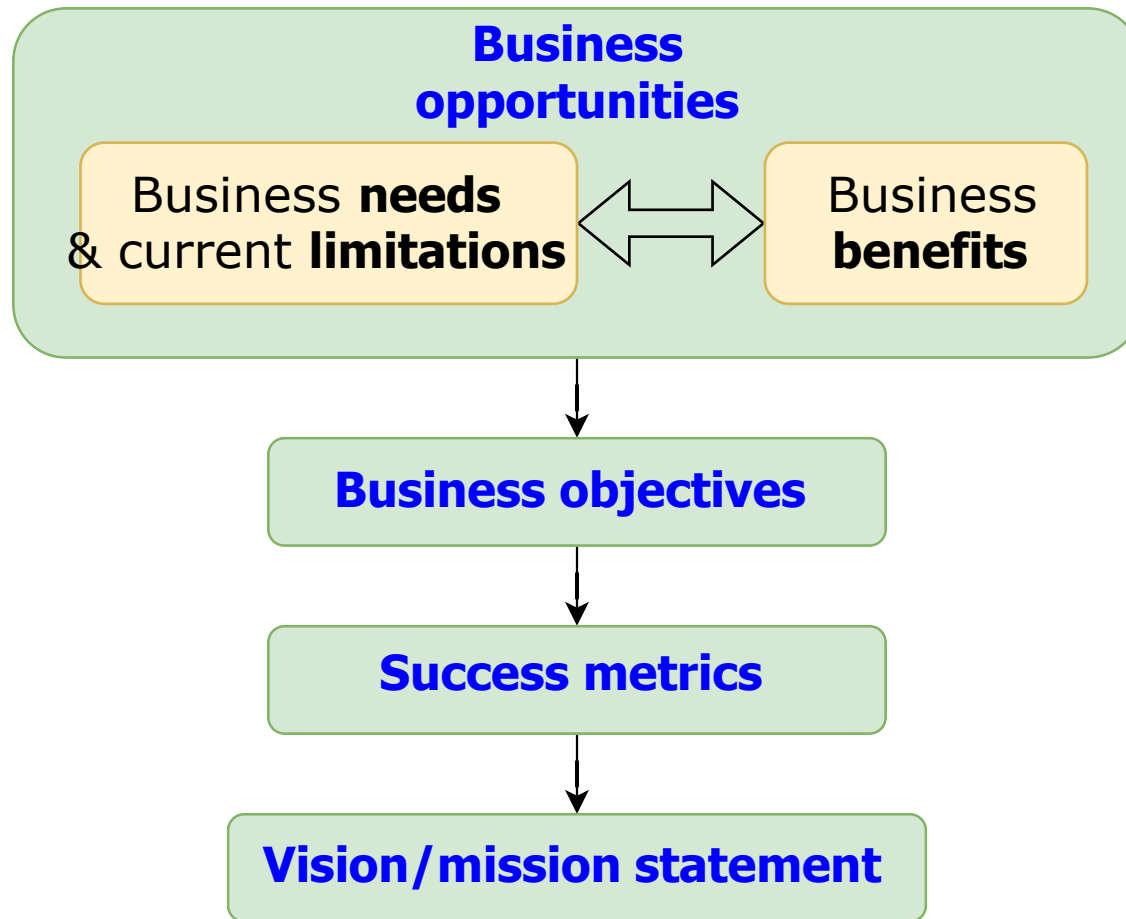 Business
opportunities
Business needs
& current limitations
Business
benefits
Business objectives
Success metrics
Vision/mission statement